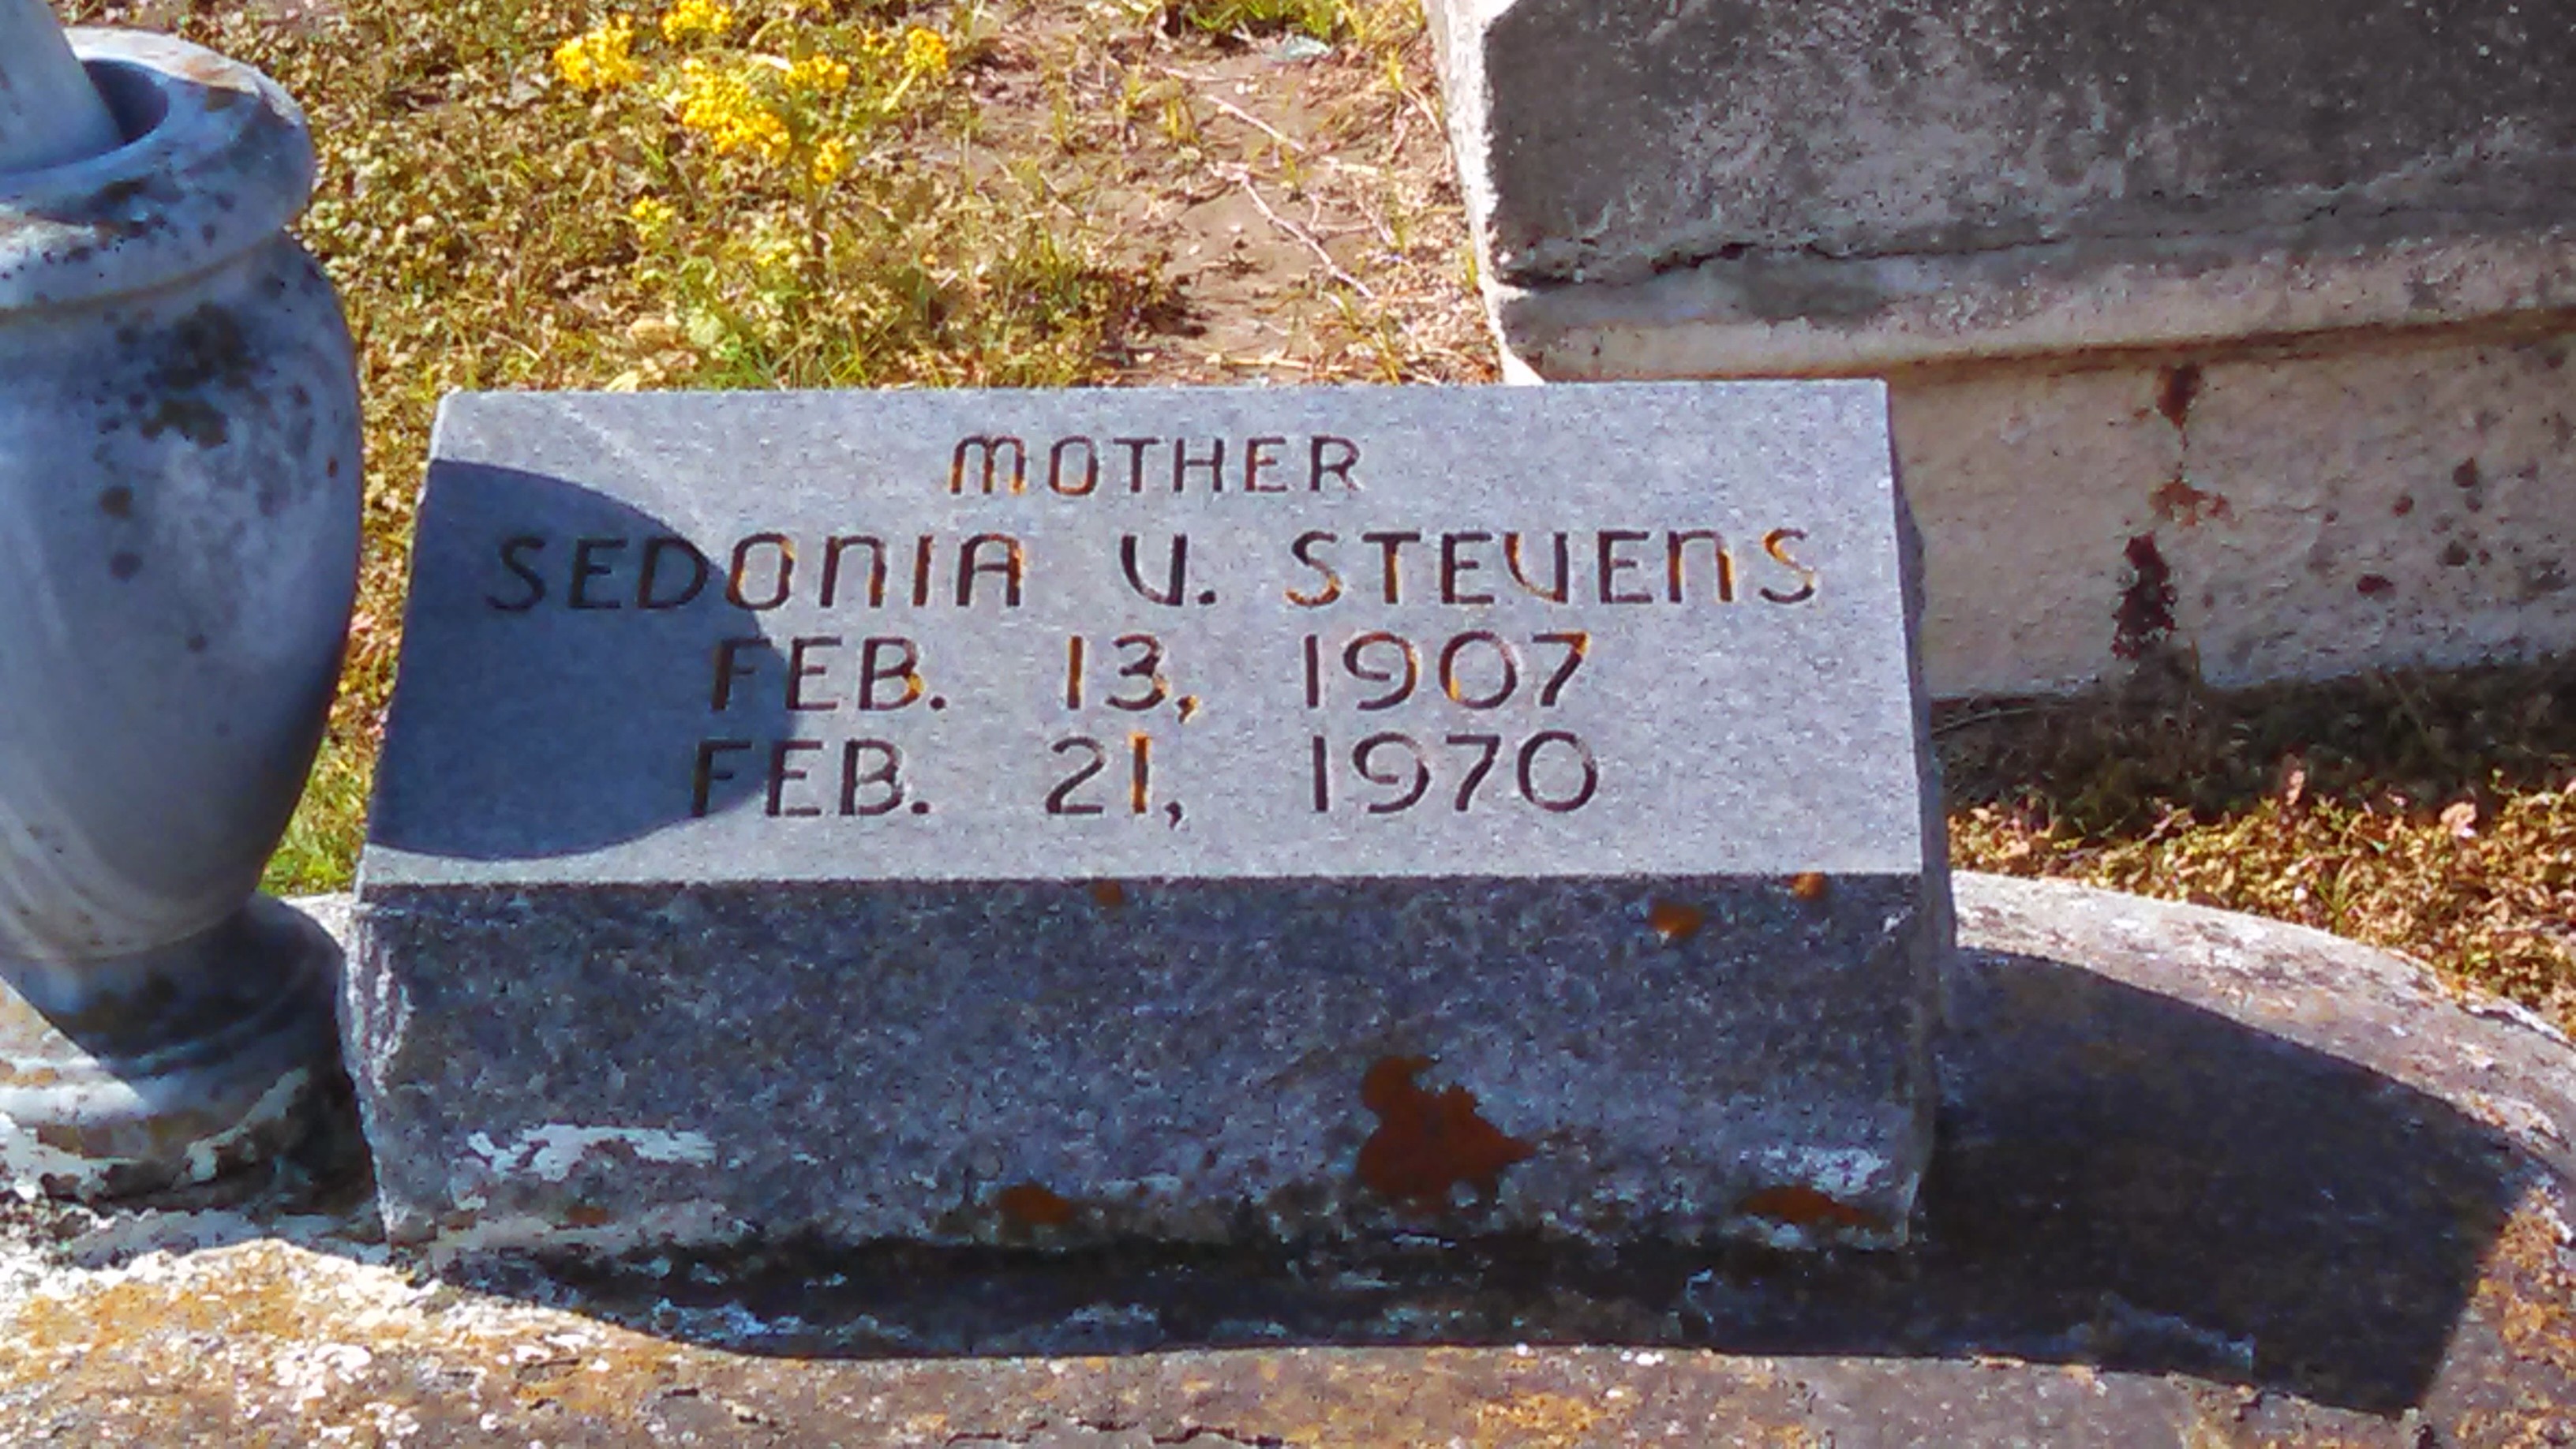 MOTHER
SEDONIA V. STEVENS
FEB. 13, 1907
FEB. 21, 1970